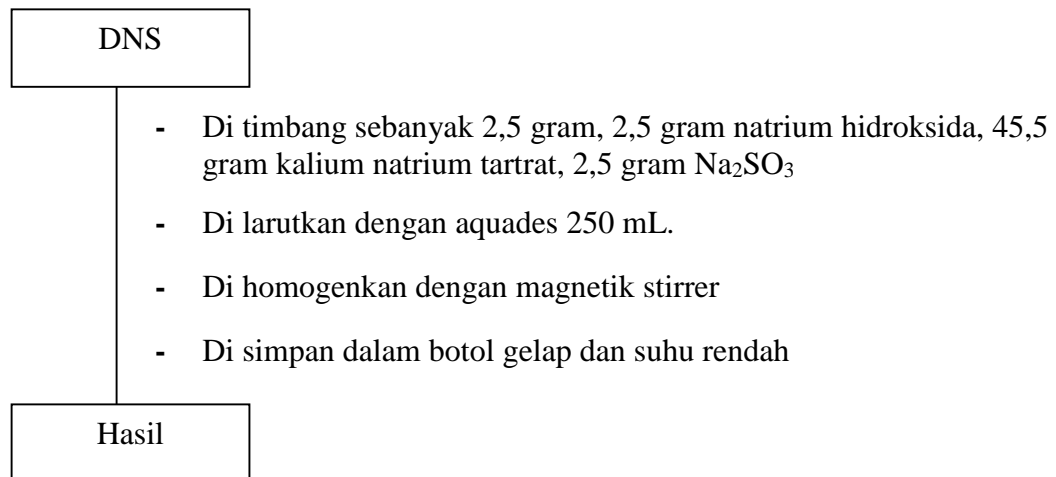 DNS
- Di timbang sebanyak 2,5 gram, 2,5 gram natrium hidroksida, 45,5
gram kalium natrium tartrat, 2,5 gram Na₂SO₃
- Di larutkan dengan aquades 250 mL.
- Di homogenkan dengan magnetik stirrer
- Di simpan dalam botol gelap dan suhu rendah
Hasil